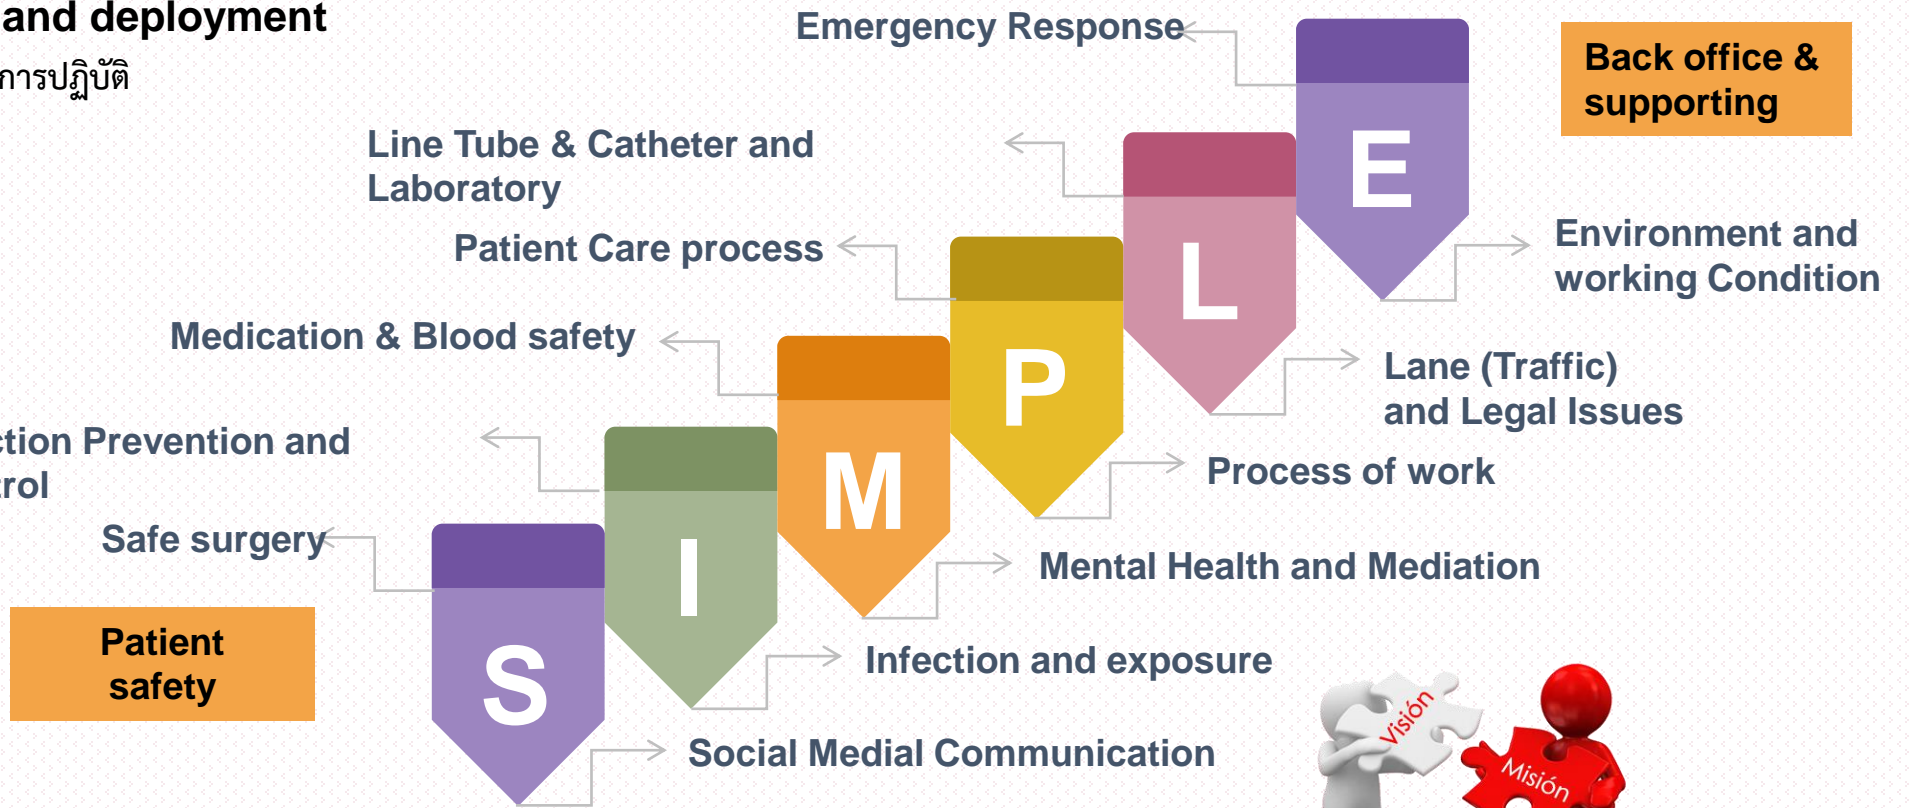 and deployment
การปฏิบัติ
Emergency Response
Back office &
supporting
E
Line Tube & Catheter and
Laboratory
L
Environment and
working Condition
Patient Care process
P
Medication & Blood safety
Lane (Traffic)
and Legal Issues
M
ction Prevention and
trol
Process of work
I
Safe surgery
Mental Health and Mediation
Patient
safety
S
Infection and exposure
Social Medial Communication
Visión
Misión